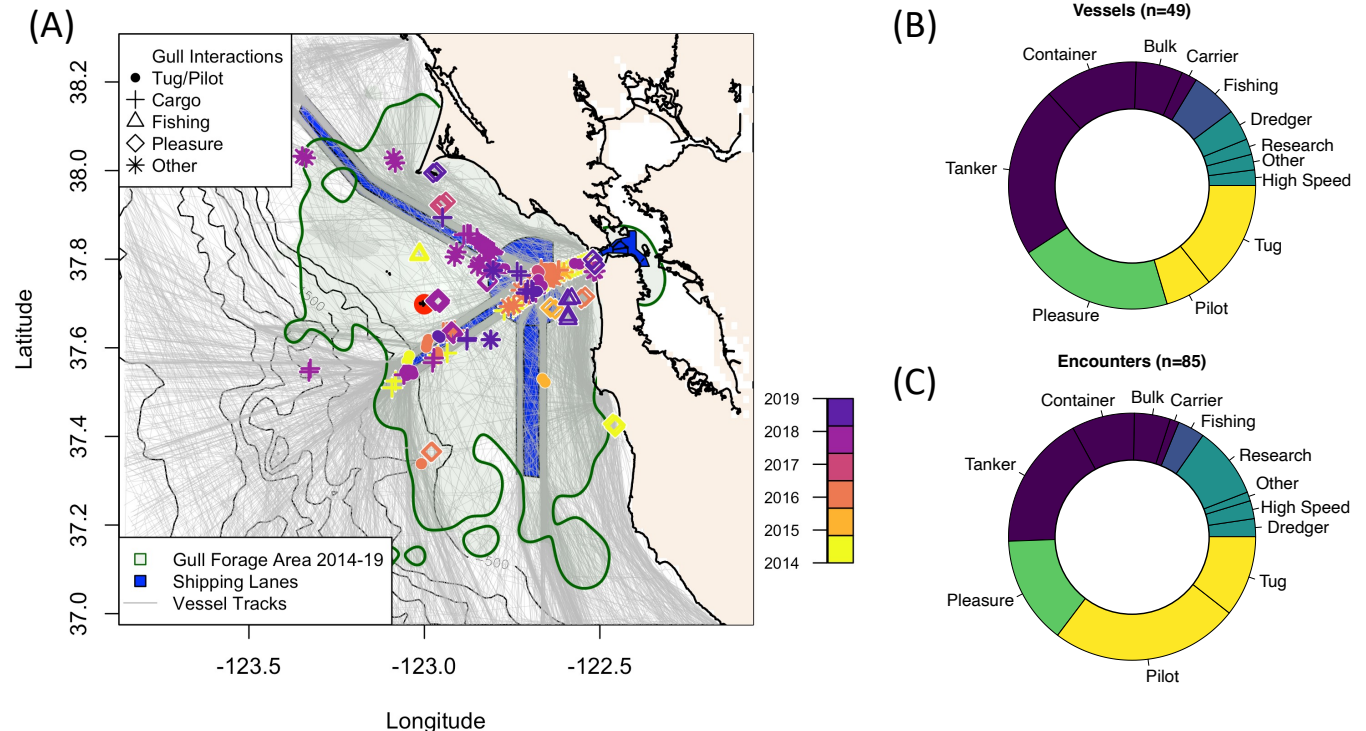 (A)
Gull Interactions
Tug/Pilot
Cargo
Fishing
Pleasure
Other
38.2
38.0
37.8
37.6
37.4
37.2
37.0
Latitude
-500
-500
Gull Forage Area 2014-19
Shipping Lanes
Vessel Tracks
-123.5
-123.0
-122.5
Longitude
2019
2018
2017
2016
2015
2014
(B)
Vessels (n=49)
Container
Bulk
Carrier
Fishing
Dredger
Research
Other
High Speed
Tug
Pilot
Pleasure
Tanker
(C)
Encounters (n=85)
Container
Bulk
Carrier
Fishing
Research
Other
High Speed
Dredger
Tug
Pilot
Pleasure
Tanker